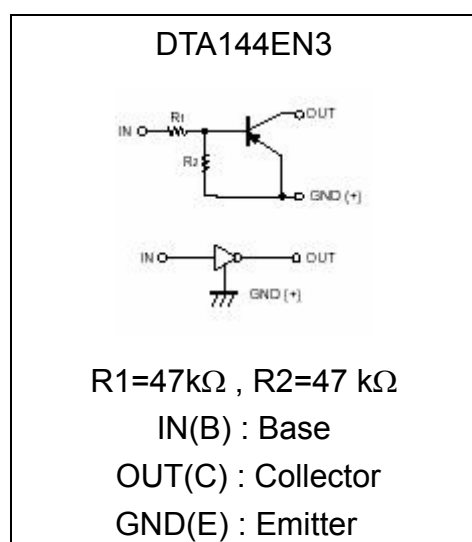 DTA144EN3
R1
OUT
IN
R2
GND (+)
IN
OUT
GND (+)
R1=47kΩ , R2=47 kΩ
IN(B) : Base
OUT(C) : Collector
GND(E) : Emitter